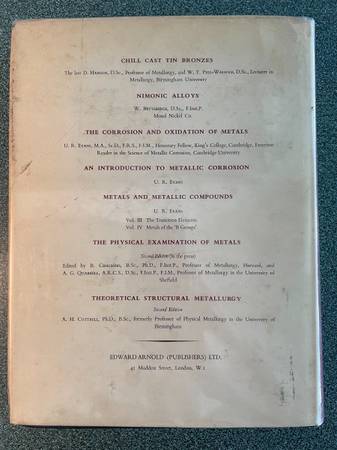 CHILL CAST TIN BRONZES
The late D. Hanson, D.Sc., Professor of Metallurgy, and W. T. Pell-Walpole, D.Sc., Lecturer in
Metallurgy, Birmingham University
NIMONIC ALLOYS
W. Betteridge, D.Sc., F.Inst.P.
Mond Nickel Co.
THE CORROSION AND OXIDATION OF METALS
U. R. Evans, M.A., Sc.D., F.R.S., F.I.M., Honorary Fellow, King's College, Cambridge, Emeritus
Reader in the Science of Metallic Corrosion, Cambridge University
AN INTRODUCTION TO METALLIC CORROSION
U. R. Evans
METALS AND METALLIC COMPOUNDS
U. R. Evans
Vol. III The Transition Elements
Vol. IV Metals of the 'B Groups'
THE PHYSICAL EXAMINATION OF METALS
Second Edition (in the press)
Edited by B. Chalmers, B.Sc., Ph.D., F.Inst.P., Professor of Metallurgy, Harvard, and
A. G. Quarrell, A.R.C.S., D.Sc., F.Inst.P., F.I.M., Professor of Metallurgy in the University of
Sheffield
THEORETICAL STRUCTURAL METALLURGY
Second Edition
A. H. Cottrell, Ph.D., B.Sc., formerly Professor of Physical Metallurgy in the University of
Birmingham
EDWARD ARNOLD (PUBLISHERS) LTD.
41 Maddox Street, London, W 1